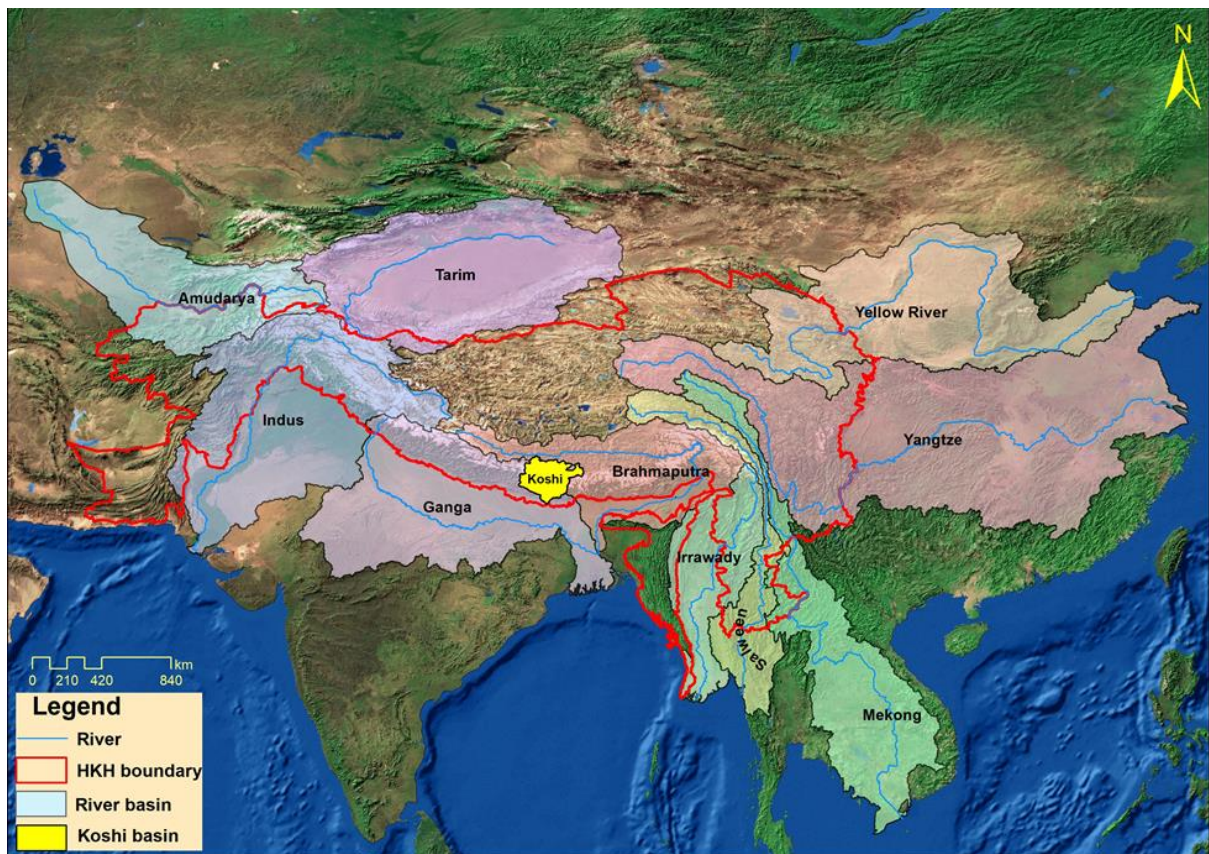 N
Tarim
Amudarya
Yellow River
Indus
Yangtze
Brahmaputra
Koshi
Ganga
Irrawady
Salween
Mekong
km
0 210 420 840
Legend
River
HKH boundary
River basin
Koshi basin